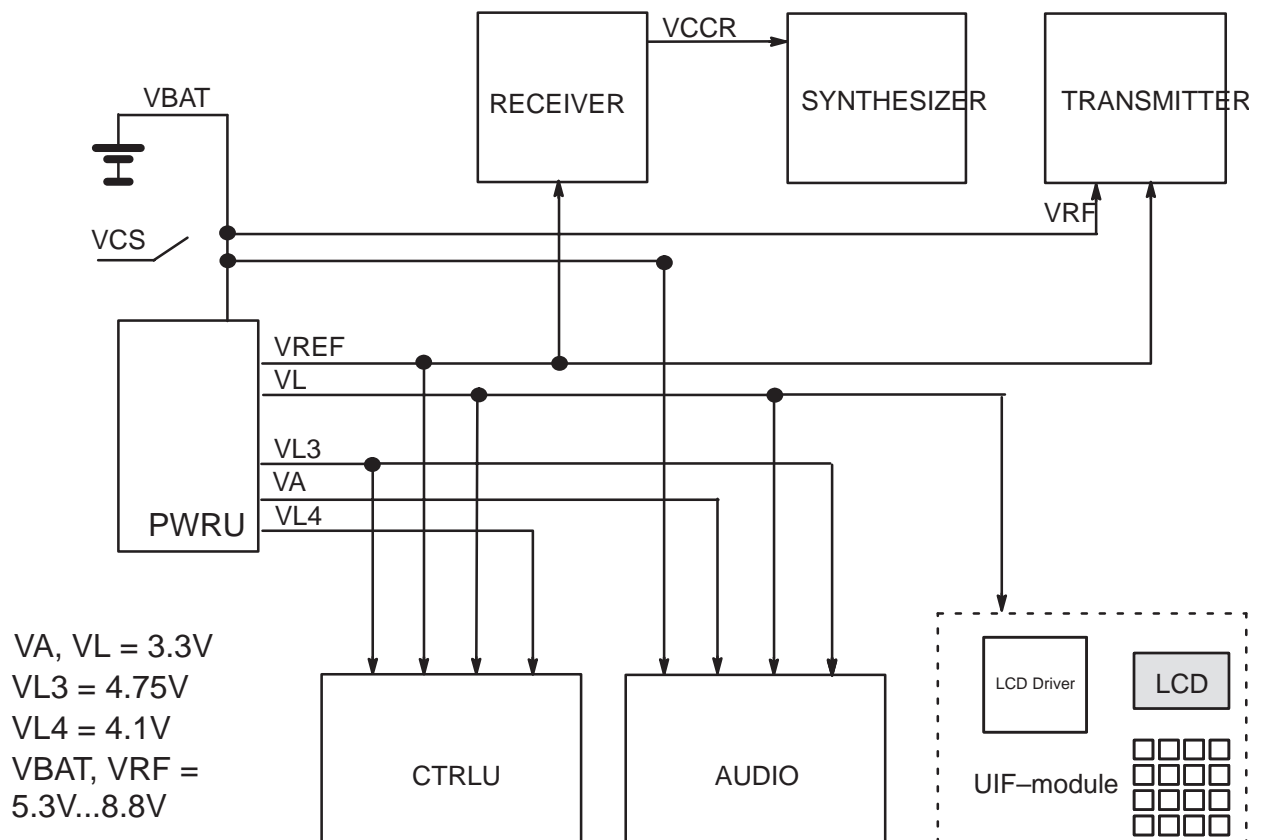 VCCR
RECEIVER
SYNTHESIZER
TRANSMITTER
VBAT
VCS
VRF
VREF
VL
VL3
VA
VL4
PWRU
VA, VL = 3.3V
VL3 = 4.75V
VL4 = 4.1V
VBAT, VRF =
5.3V...8.8V
CTRLU
AUDIO
LCD Driver
LCD
UIF–module